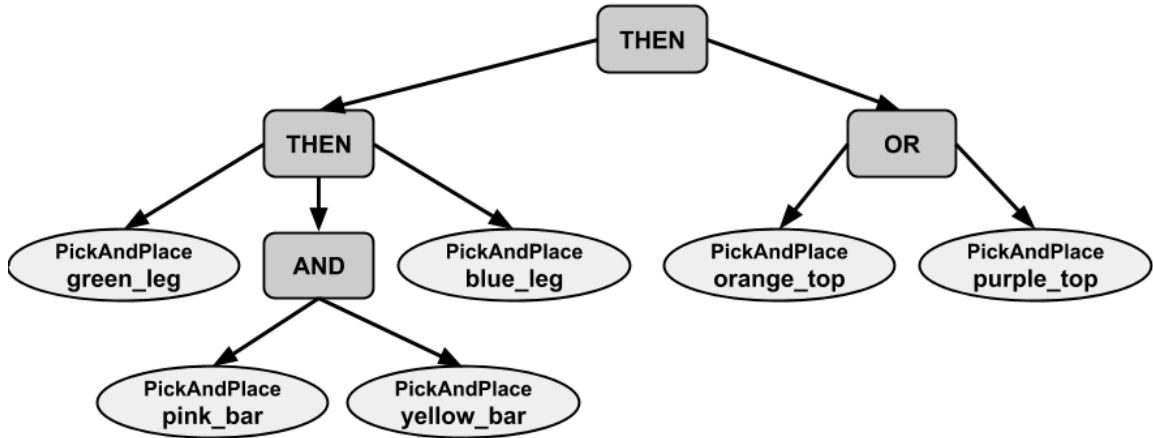 THEN
THEN
OR
PickAndPlace
green_leg
AND
PickAndPlace
blue_leg
PickAndPlace
orange_top
PickAndPlace
purple_top
PickAndPlace
pink_bar
PickAndPlace
yellow_bar